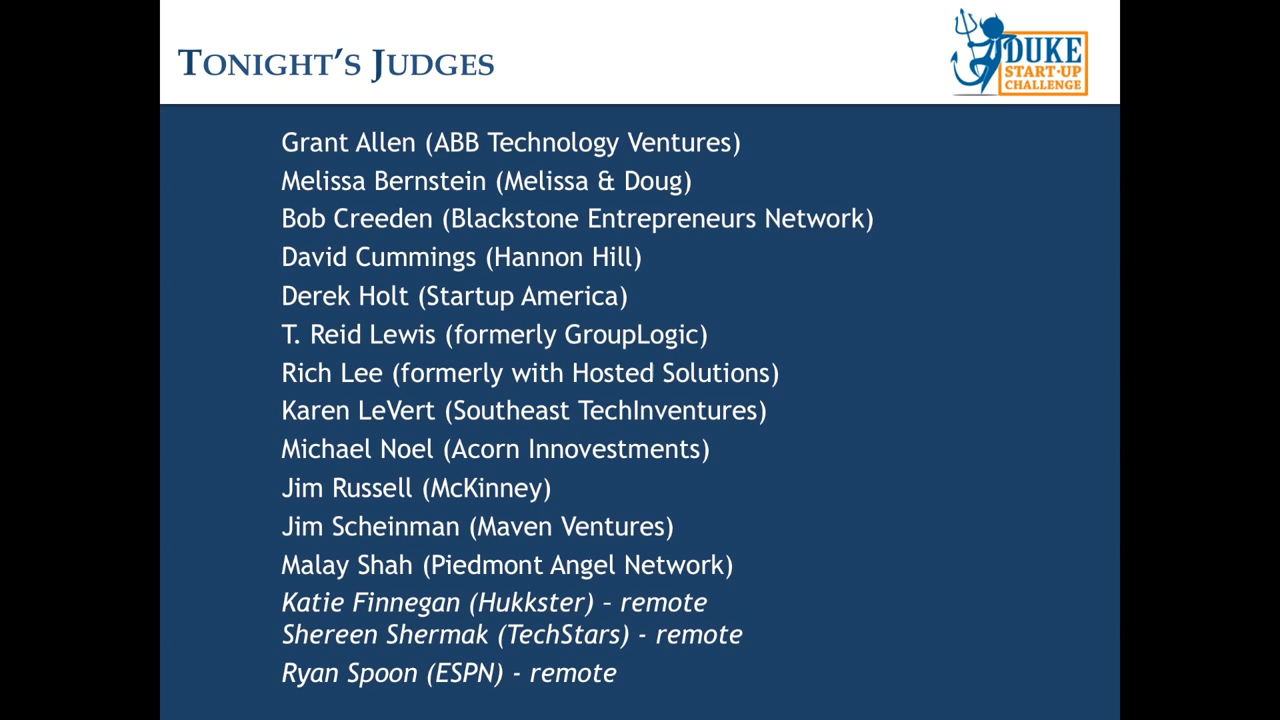 TONIGHT'S JUDGES
DUKE
START-UP
CHALLENGE
Grant Allen (ABB Technology Ventures)
Melissa Bernstein (Melissa & Doug)
Bob Creeden (Blackstone Entrepreneurs Network)
David Cummings (Hannon Hill)
Derek Holt (Startup America)
T. Reid Lewis (formerly GroupLogic)
Rich Lee (formerly with Hosted Solutions)
Karen LeVert (Southeast TechInventures)
Michael Noel (Acorn Innovestments)
Jim Russell (McKinney)
Jim Scheinman (Maven Ventures)
Malay Shah (Piedmont Angel Network)
Katie Finnegan (Hukkster) – remote
Shereen Shermak (TechStars) - remote
Ryan Spoon (ESPN) - remote